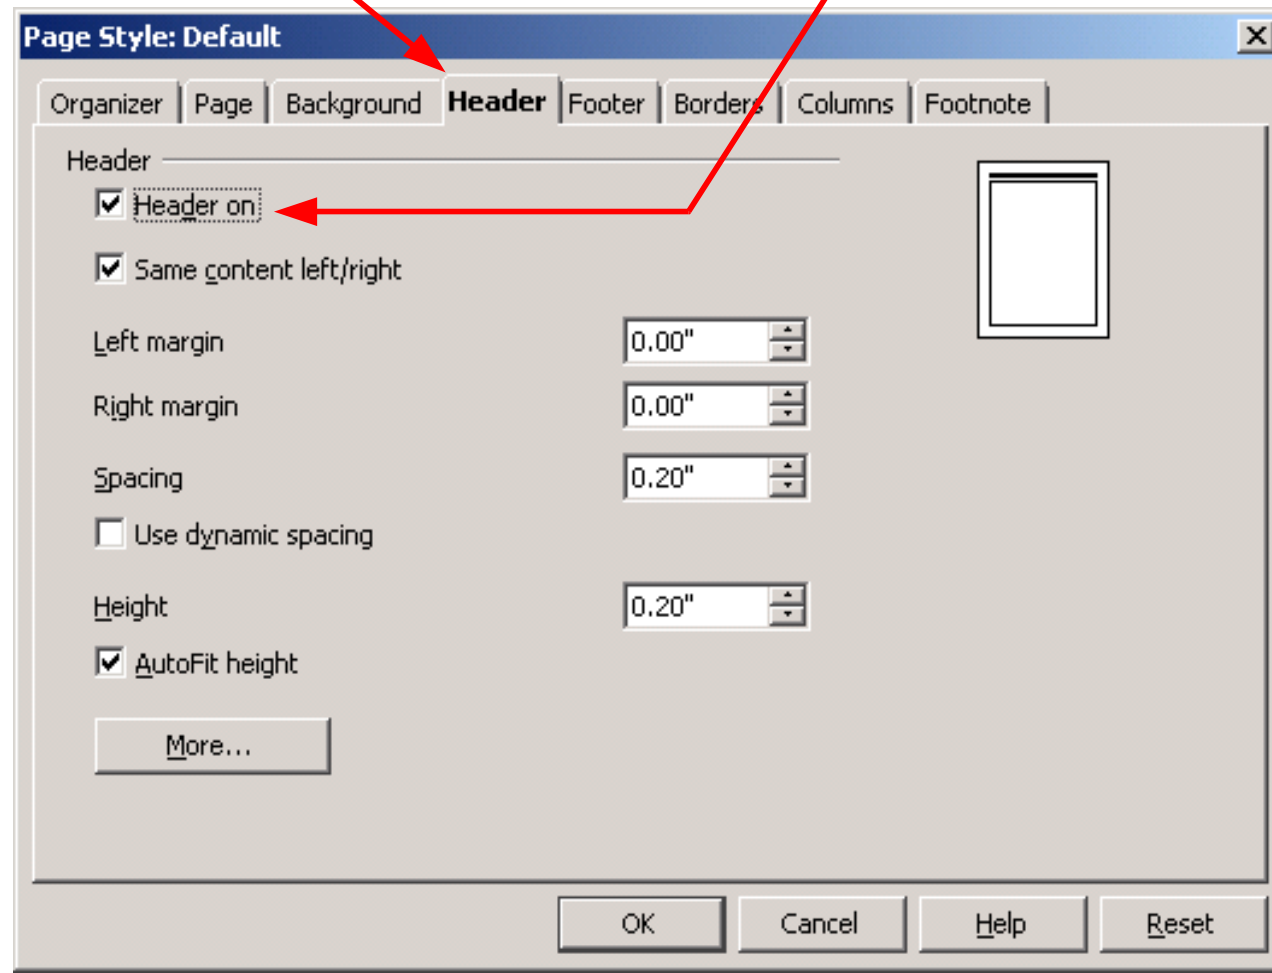 Page Style: Default
Organizer Page Background Header Footer Borders Columns Footnote
Header
Header on
Same content left/right
Left margin 0.00"
Right margin 0.00"
Spacing 0.20"
Use dynamic spacing
Height 0.20"
AutoFit height
More...
OK Cancel Help Reset